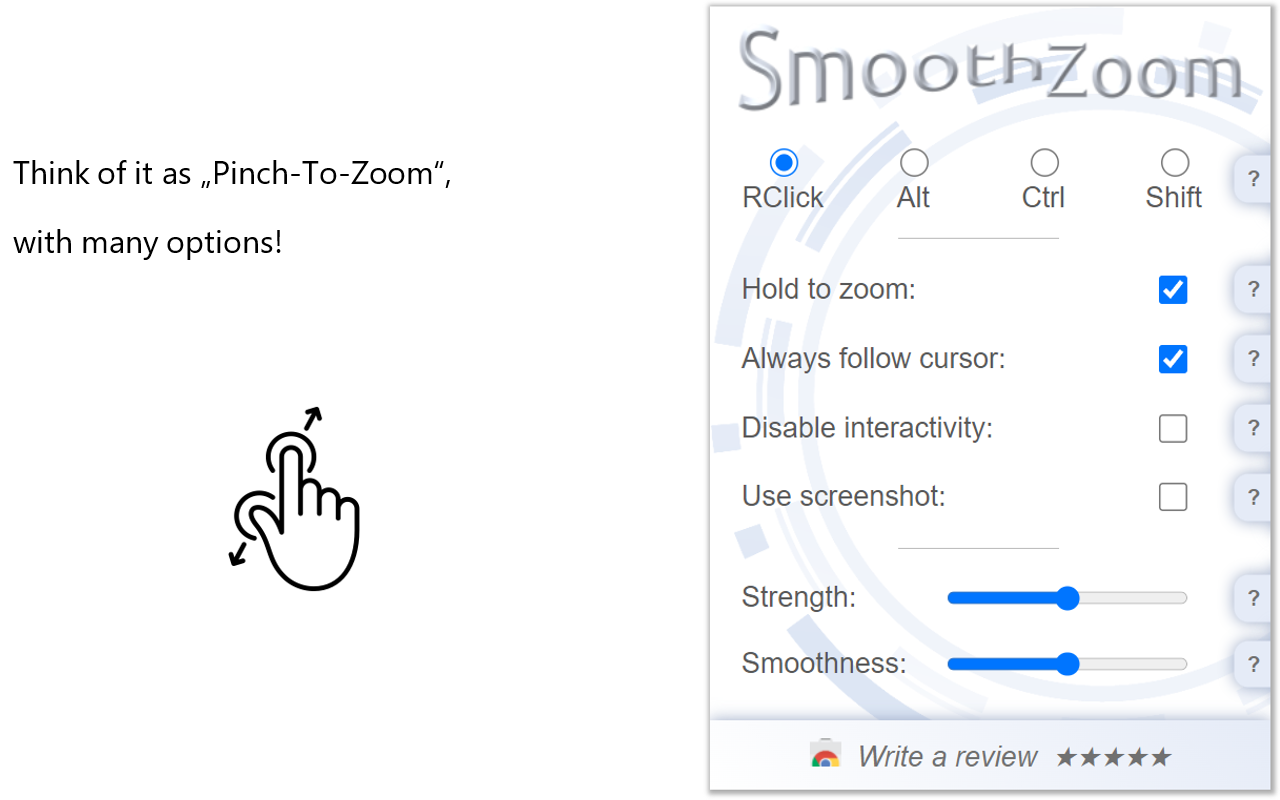 Think of it as „Pinch-To-Zoom“,
with many options!
SmoothZoom
RClick Alt Ctrl Shift ?
Hold to zoom: ?
Always follow cursor: ?
Disable interactivity: ?
Use screenshot: ?
Strength: ?
Smoothness: ?
Write a review ★★★★★